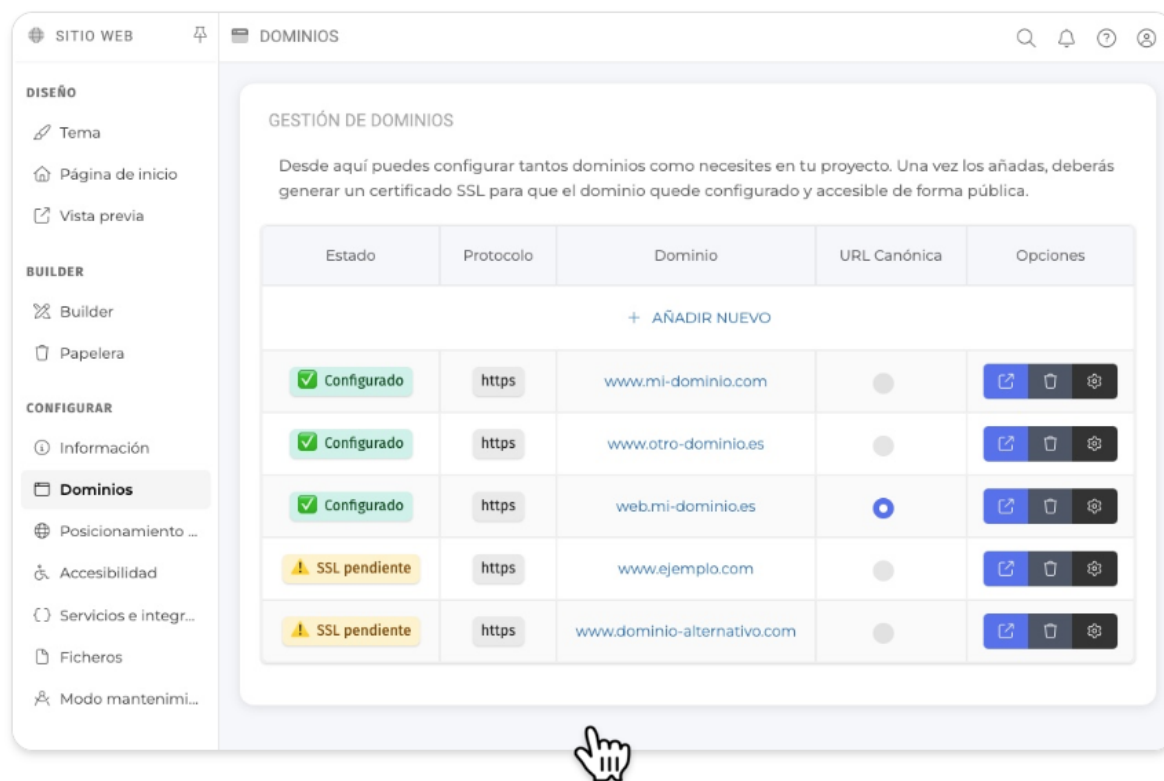 SITIO WEB
DOMINIOS
DISEÑO
Tema
Página de inicio
Vista previa
BUILDER
Builder
Papelera
CONFIGURAR
Información
Dominios
Posicionamiento ...
Accesibilidad
Servicios e integr...
Ficheros
Modo mantenimi...
GESTIÓN DE DOMINIOS
Desde aquí puedes configurar tantos dominios como necesites en tu proyecto. Una vez los añadas, deberás
generar un certificado SSL para que el dominio quede configurado y accesible de forma pública.
Estado Protocolo Dominio URL Canónica Opciones
+ AÑADIR NUEVO
Configurado https www.mi-dominio.com
Configurado https www.otro-dominio.es
Configurado https web.mi-dominio.es
SSL pendiente https www.ejemplo.com
SSL pendiente https www.dominio-alternativo.com